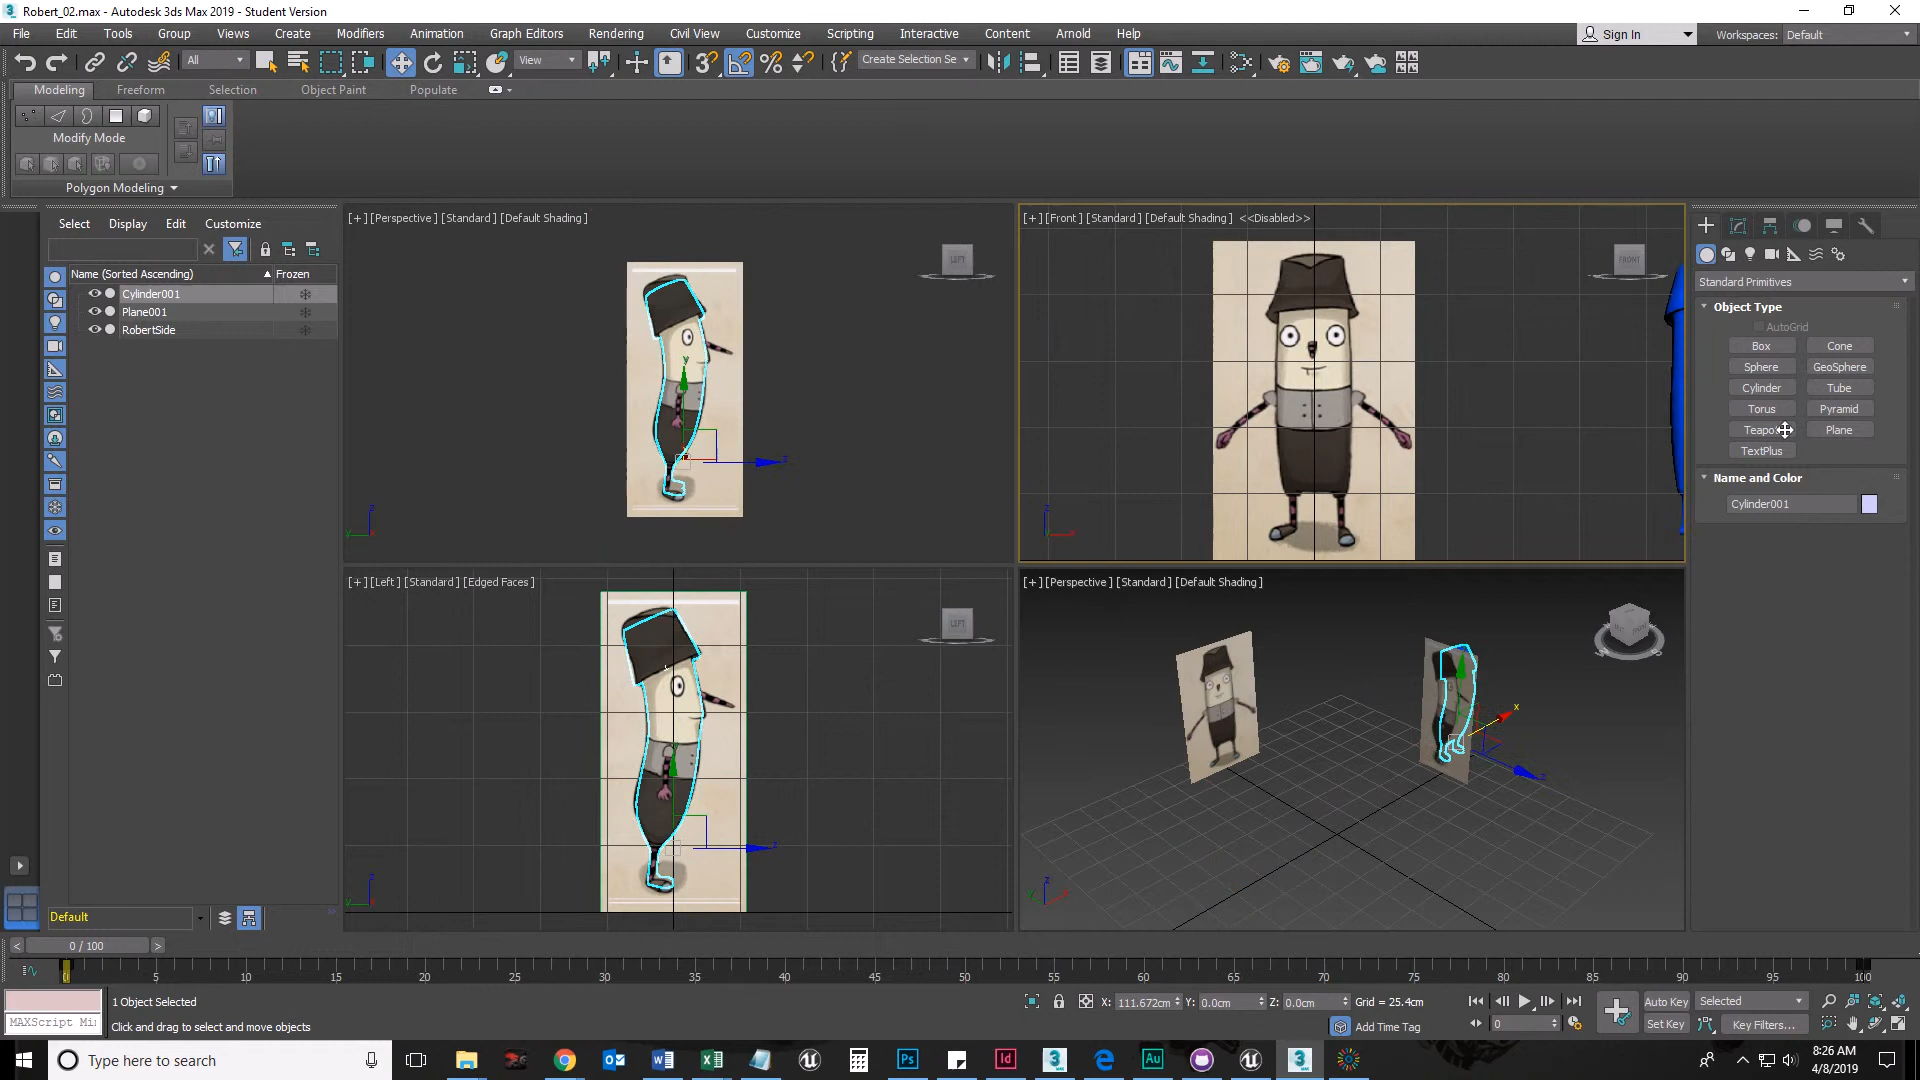 Robert_02.max - Autodesk 3ds Max 2019 - Student Version
File Edit Tools Group Views Create Modifiers Animation Graph Editors Rendering Civil View Customize Scripting Interactive Content Arnold Help
Sign In Workspaces: Default
All View Create Selection Se
Modeling Freeform Selection Object Paint Populate
Modify Mode
Polygon Modeling
Select Display Edit Customize
Name (Sorted Ascending) Frozen
Cylinder001
Plane001
RobertSide
Default
[+] [Perspective] [Standard] [Default Shading]
LEFT
y
z
[+] [Front] [Standard] [Default Shading] <<Disabled>>
FRONT
[+] [Left] [Standard] [Edged Faces]
LEFT
z
[+] [Perspective] [Standard] [Default Shading]
x
z
Standard Primitives
Object Type
AutoGrid
Box Cone
Sphere GeoSphere
Cylinder Tube
Torus Pyramid
Teapot Plane
TextPlus
Name and Color
Cylinder001
< 0 / 100 >
0 5 10 15 20 25 30 35 40 45 50 55 60 65 70 75 80 85 90 95 100
1 Object Selected
X: 111.672cm Y: 0.0cm Z: 0.0cm Grid = 25.4cm
Auto Key Selected
MAXScript Mi
Click and drag to select and move objects
Add Time Tag
0
Set Key Key Filters...
Type here to search
8:26 AM
4/8/2019